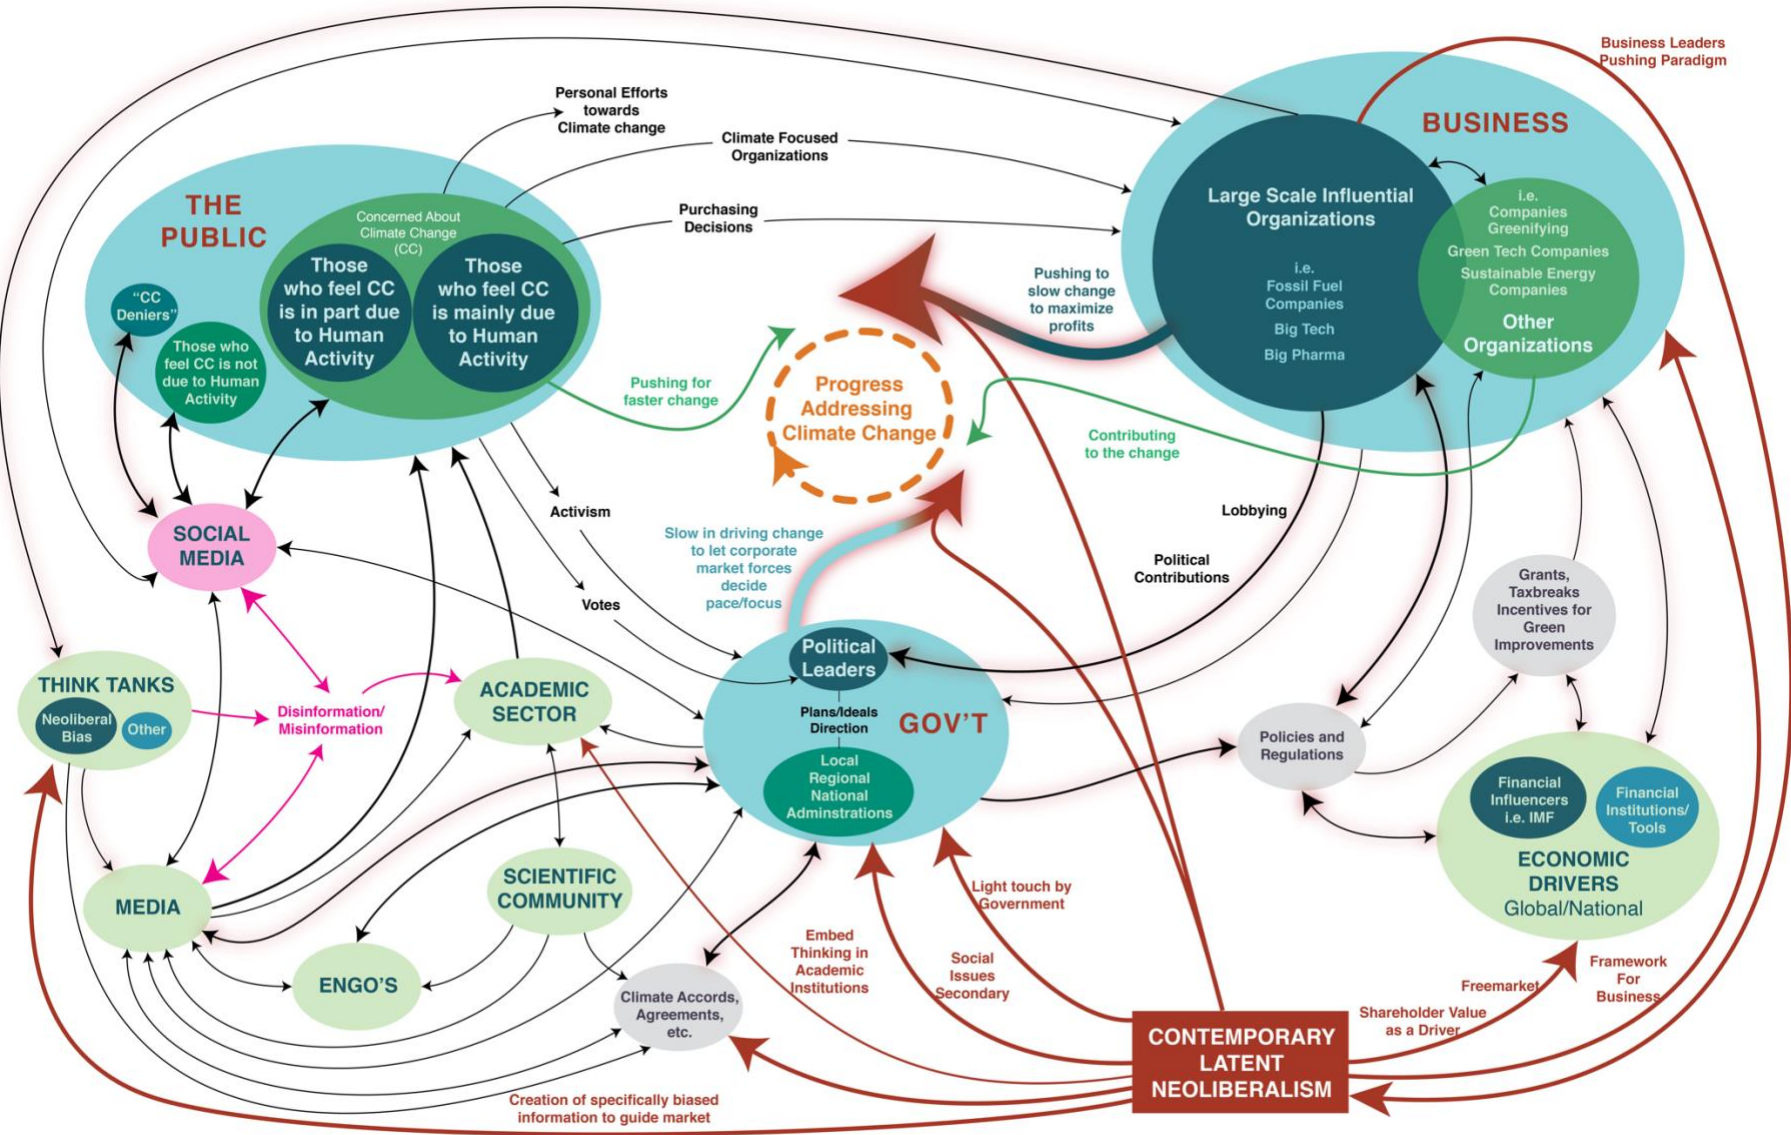 Business Leaders
Pushing Paradigm
Personal Efforts
towards
Climate change
Climate Focused
Organizations
Purchasing
Decisions
THE
PUBLIC
Concerned About
Climate Change
(CC)
Those
who feel CC
is in part due
to Human
Activity
Those
who feel CC
is mainly due
to Human
Activity
“CC
Deniers”
Those who
feel CC is not
due to Human
Activity
BUSINESS
Large Scale Influential
Organizations
i.e.
Fossil Fuel
Companies
Big Tech
Big Pharma
i.e.
Companies
Greenifying
Green Tech Companies
Sustainable Energy
Companies
Other
Organizations
Pushing to
slow change
to maximize
profits
Pushing for
faster change
Progress
Addressing
Climate Change
Contributing
to the change
Activism
Votes
Slow in driving change
to let corporate
market forces
decide
pace/focus
Lobbying
Political
Contributions
SOCIAL
MEDIA
Grants,
Taxbreaks
Incentives for
Green
Improvements
THINK TANKS
Neoliberal
Bias
Other
Disinformation/
Misinformation
ACADEMIC
SECTOR
Political
Leaders
Plans/Ideals
Direction
GOV’T
Local
Regional
National
Adminstrations
Policies and
Regulations
Financial
Influencers
i.e. IMF
Financial
Institutions/
Tools
ECONOMIC
DRIVERS
Global/National
MEDIA
SCIENTIFIC
COMMUNITY
ENGO’S
Climate Accords,
Agreements,
etc.
Embed
Thinking in
Academic
Institutions
Social
Issues
Secondary
Light touch by
Government
Freemarket
Shareholder Value
as a Driver
Framework
For
Business
CONTEMPORARY
LATENT
NEOLIBERALISM
Creation of specifically biased
information to guide market